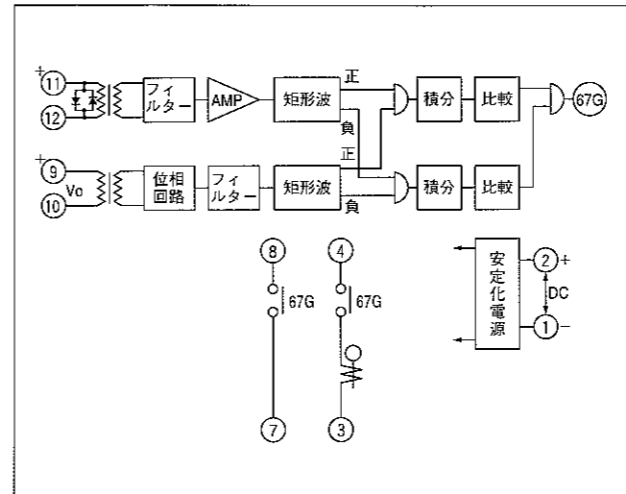 +
⑪
⑫
フィルター
AMP
矩形波
正
負
積分
比較
67G
+
⑨
Vo
⑩
位相回路
フィルター
矩形波
正
負
積分
比較
⑧
67G
⑦
④
67G
③
安定化電源
②+
DC
①−